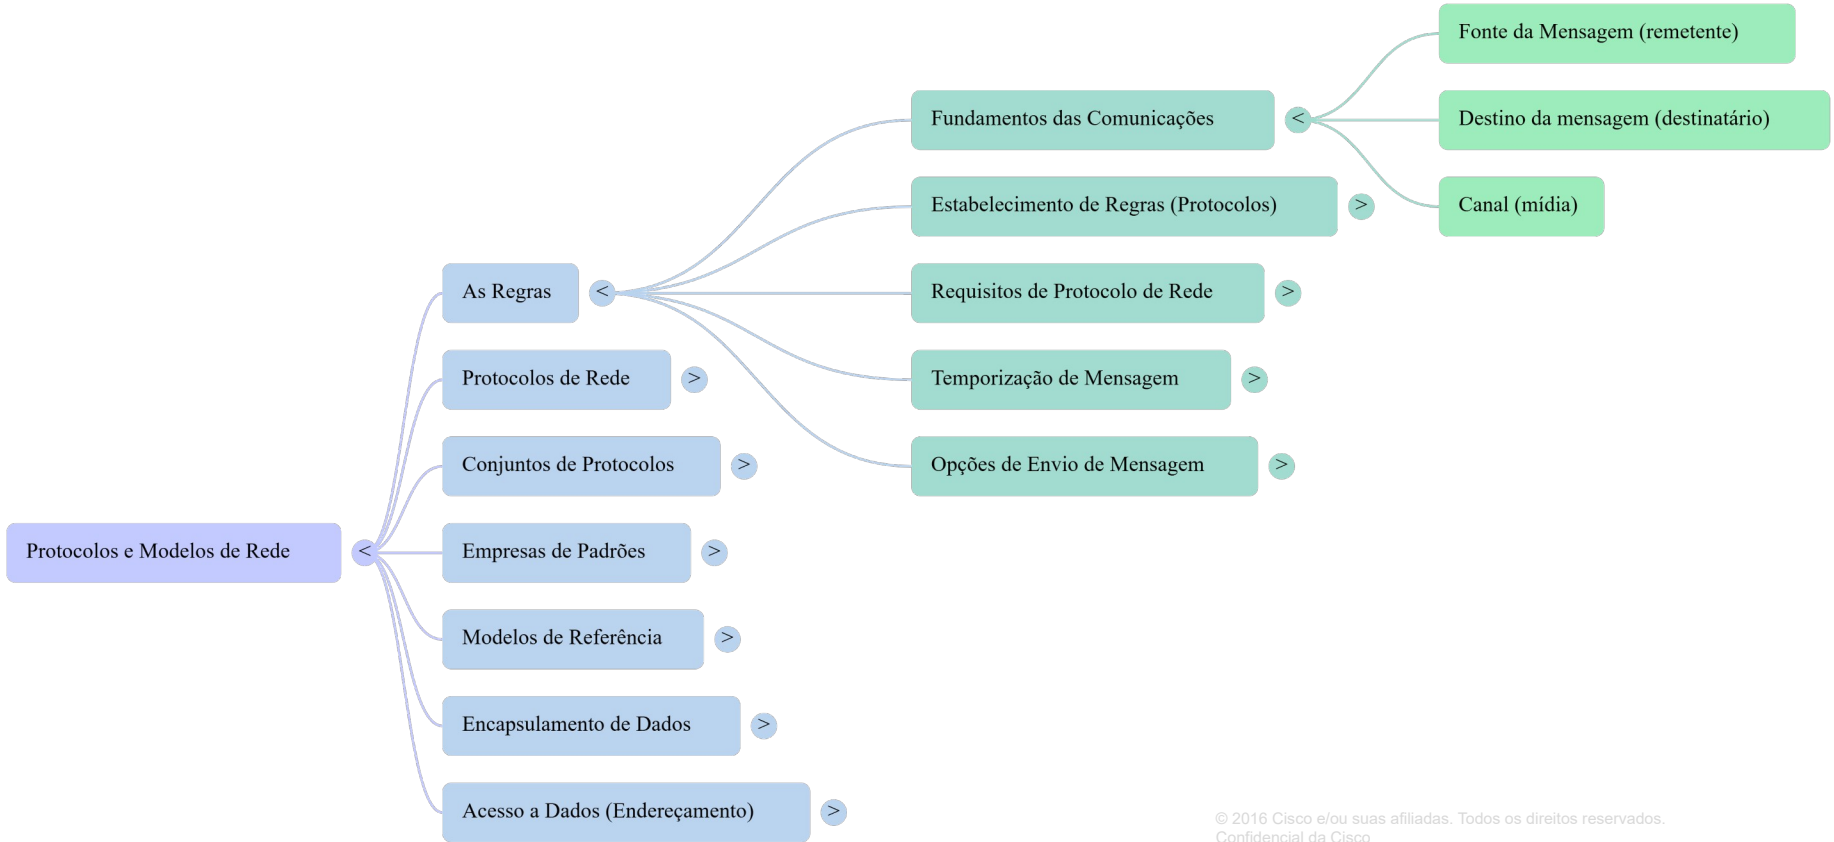 Protocolos e Modelos de Rede
<
As Regras
<
Fundamentos das Comunicações
<
Fonte da Mensagem (remetente)
Destino da mensagem (destinatário)
Canal (mídia)
Estabelecimento de Regras (Protocolos)
>
Requisitos de Protocolo de Rede
>
Temporização de Mensagem
>
Opções de Envio de Mensagem
>
Protocolos de Rede
>
Conjuntos de Protocolos
>
Empresas de Padrões
>
Modelos de Referência
>
Encapsulamento de Dados
>
Acesso a Dados (Endereçamento)
>
© 2016 Cisco e/ou suas afiliadas. Todos os direitos reservados.
Confidencial da Cisco